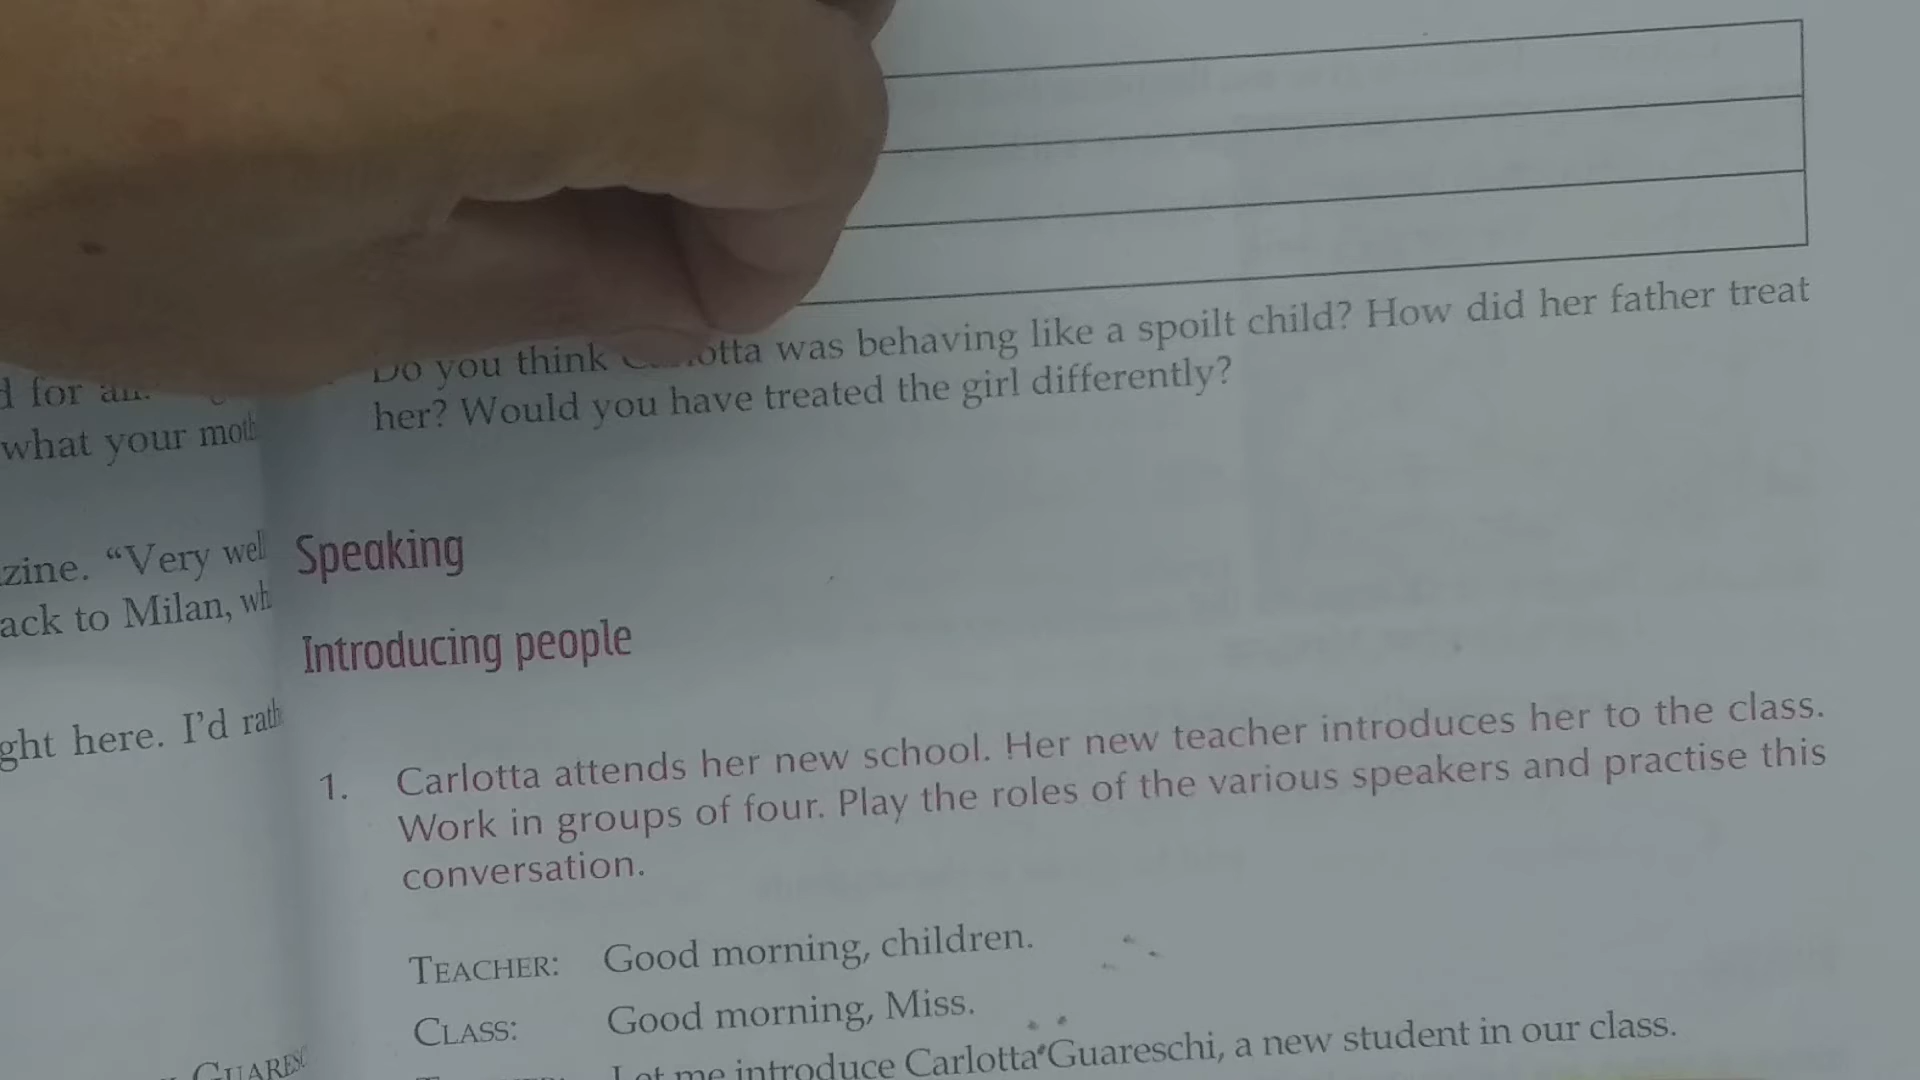 d for
what your
zine. "Very
ack to Milan,
ght here. I'd
Do you think was behaving like a spoilt child? How did her father treat
her? Would you have treated the girl differently?
Speaking
Introducing people
1. Carlotta attends her new school. Her new teacher introduces her to the class.
Work in groups of four. Play the roles of the various speakers and practise this
conversation.
TEACHER: Good morning, children.
CLASS: Good morning, Miss.
Let me introduce Carlotta Guareschi, a new student in our class.